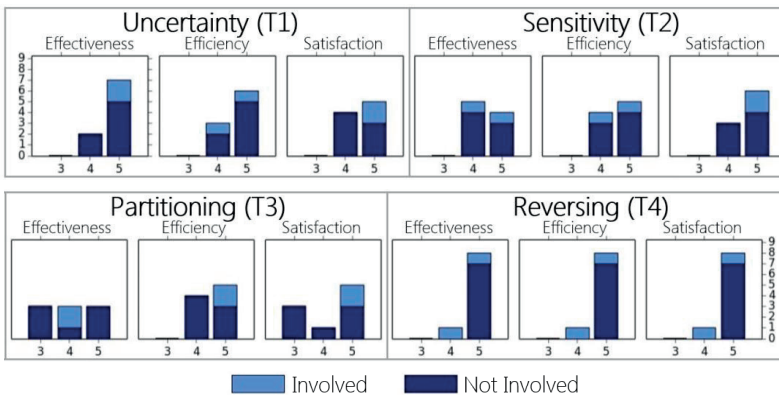 Uncertainty (T1)
Sensitivity (T2)
Effectiveness
Efficiency
Satisfaction
Effectiveness
Efficiency
Satisfaction
9
8
7
6
5
4
3
2
1
0
3 4 5
3 4 5
3 4 5
3 4 5
3 4 5
3 4 5
Partitioning (T3)
Reversing (T4)
Effectiveness
Efficiency
Satisfaction
Effectiveness
Efficiency
Satisfaction
9
8
7
6
5
4
3
2
1
0
3 4 5
3 4 5
3 4 5
3 4 5
3 4 5
3 4 5
Involved
Not Involved